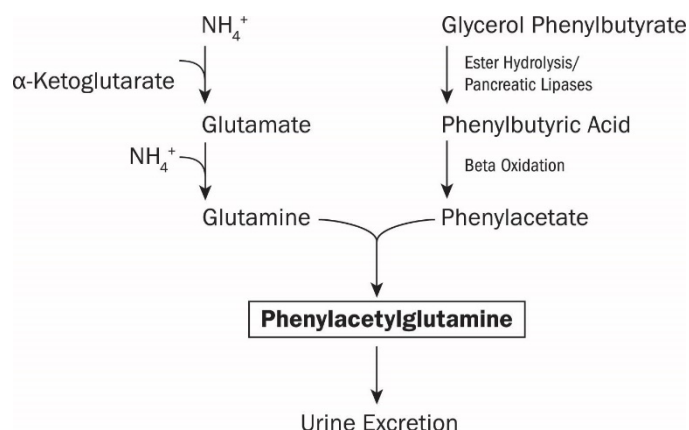 NH₄⁺
Glycerol Phenylbutyrate
α-Ketoglutarate
Ester Hydrolysis/
Pancreatic Lipases
Glutamate
Phenylbutyric Acid
NH₄⁺
Beta Oxidation
Glutamine
Phenylacetate
Phenylacetylglutamine
Urine Excretion